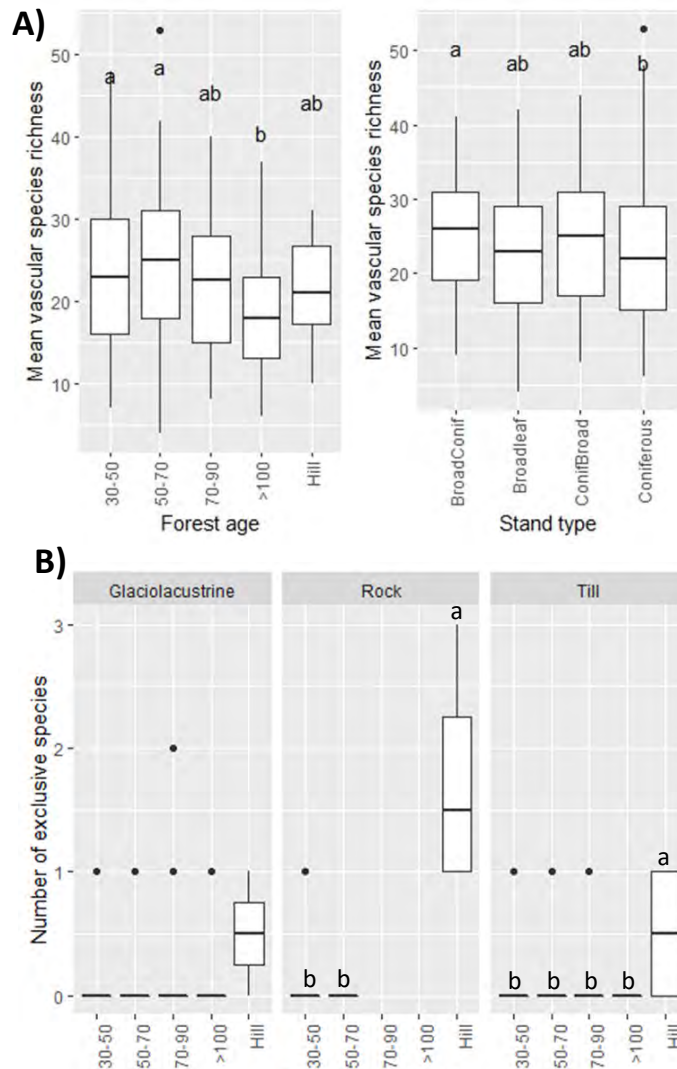 A)
Mean vascular species richness
50
40
30
20
10
a
a
ab
b
ab
30-50
50-70
70-90
>100
Hill
Forest age
Mean vascular species richness
50
40
30
20
10
a
ab
ab
b
BroadConif
Broadleaf
ConifBroad
Coniferous
Stand type
B)
Glaciolacustrine
Rock
Till
Number of exclusive species
3
2
1
0
a
b
b
a
b
b
b
b
30-50
50-70
70-90
>100
Hill
30-50
50-70
70-90
>100
Hill
30-50
50-70
70-90
>100
Hill